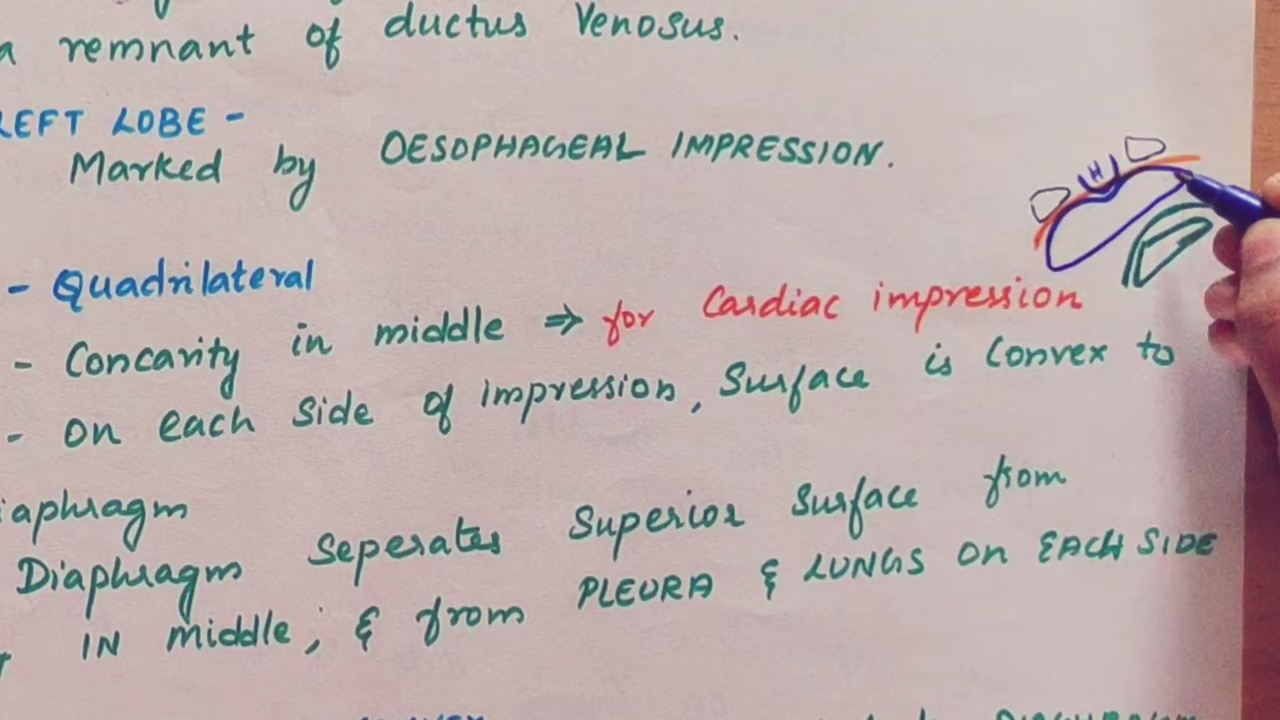 a remnant of ductus venosus.
LEFT LOBE -
Marked by OESOPHAGEAL IMPRESSION.
H
- Quadrilateral
- Concavity in middle ⇒ for Cardiac impression
- on each side of impression, surface is convex to
iaphragm
Diaphragm seperates superior surface from
IN middle, & from PLEURA & LUNGS ON EACH SIDE